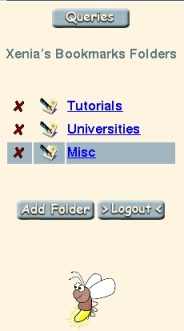 Queries
Xenia's Bookmarks Folders
Tutorials
Universities
Misc
Add Folder
> Logout <